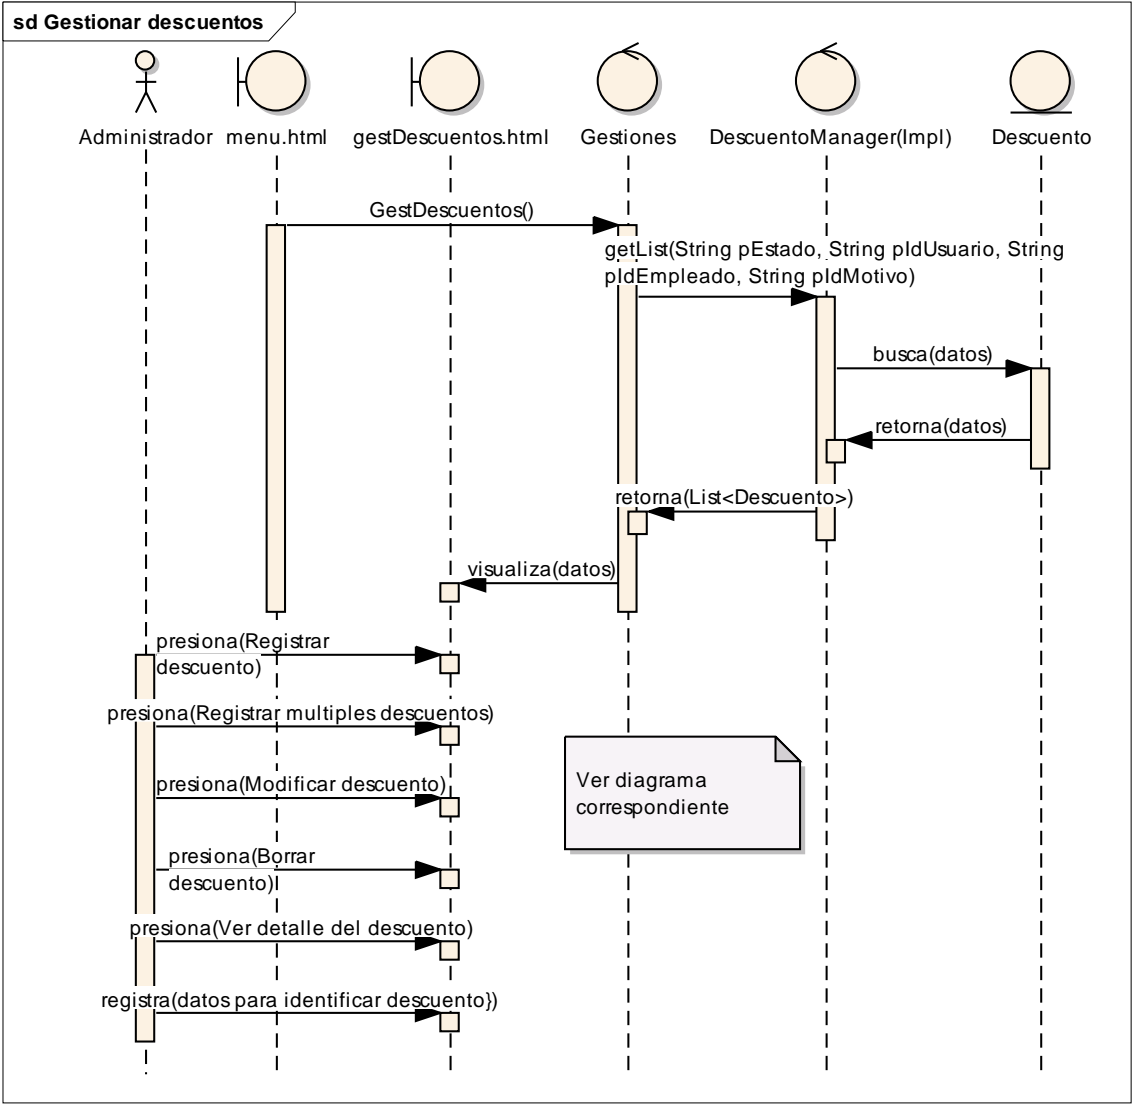 sd Gestionar descuentos
Administrador
menu.html
gestDescuentos.html
Gestiones
DescuentoManager(Impl)
Descuento
GestDescuentos()
getList(String pEstado, String pIdUsuario, String
pIdEmpleado, String pIdMotivo)
busca(datos)
retorna(datos)
retorna(List<Descuento>)
visualiza(datos)
presiona(Registrar
descuento)
presiona(Registrar multiples descuentos)
presiona(Modificar descuento)
Ver diagrama
correspondiente
presiona(Borrar
descuento)
presiona(Ver detalle del descuento)
registra(datos para identificar descuento})